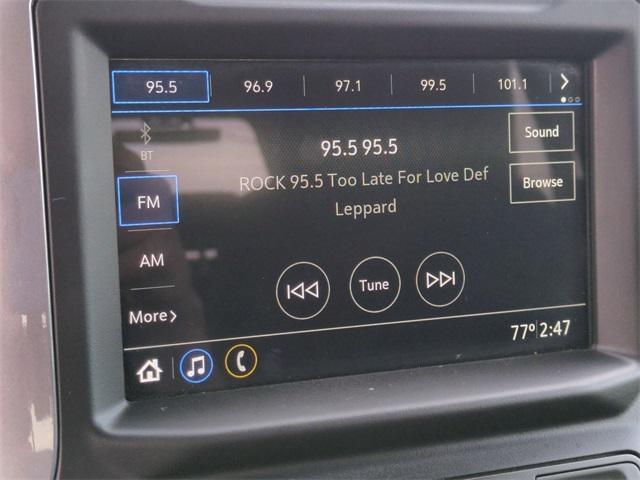 95.5 96.9 97.1 99.5 101.1
BT
FM
AM
More
95.5 95.5
ROCK 95.5 Too Late For Love Def
Leppard
Sound
Browse
Tune
77° 2:47